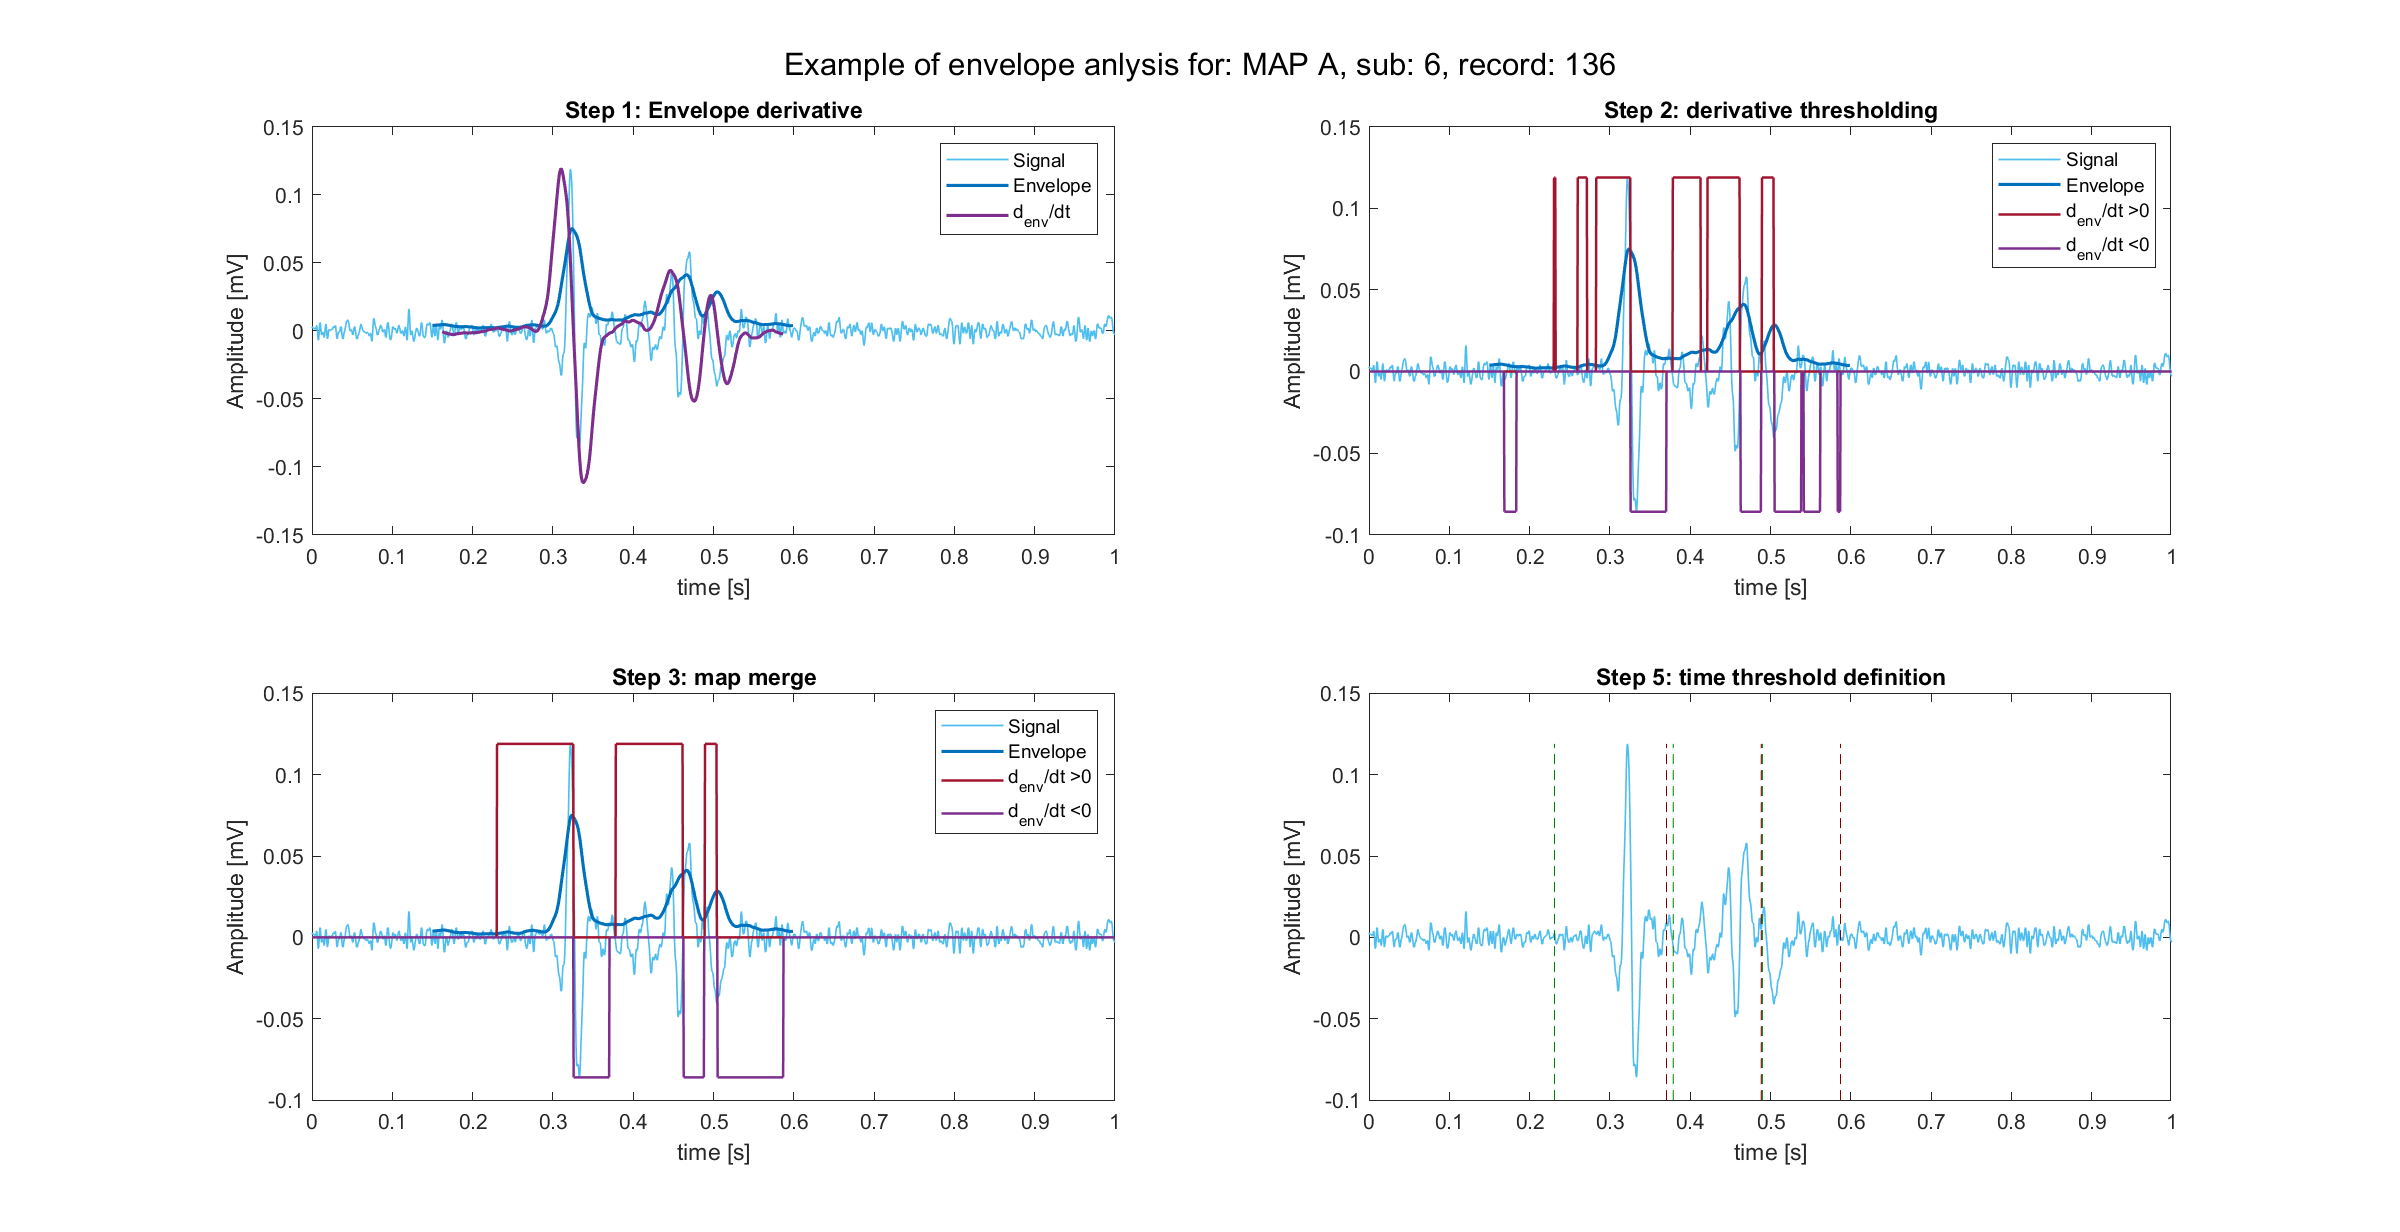 Example of envelope anlysis for: MAP A, sub: 6, record: 136
Step 1: Envelope derivative
0.15
0.1
0.05
0
-0.05
-0.1
-0.15
Amplitude [mV]
Signal
Envelope
d_env/dt
0 0.1 0.2 0.3 0.4 0.5 0.6 0.7 0.8 0.9 1
time [s]
Step 2: derivative thresholding
0.15
0.1
0.05
0
-0.05
-0.1
Amplitude [mV]
Signal
Envelope
d_env/dt >0
d_env/dt <0
0 0.1 0.2 0.3 0.4 0.5 0.6 0.7 0.8 0.9 1
time [s]
Step 3: map merge
0.15
0.1
0.05
0
-0.05
-0.1
Amplitude [mV]
Signal
Envelope
d_env/dt >0
d_env/dt <0
0 0.1 0.2 0.3 0.4 0.5 0.6 0.7 0.8 0.9 1
time [s]
Step 5: time threshold definition
0.15
0.1
0.05
0
-0.05
-0.1
Amplitude [mV]
0 0.1 0.2 0.3 0.4 0.5 0.6 0.7 0.8 0.9 1
time [s]